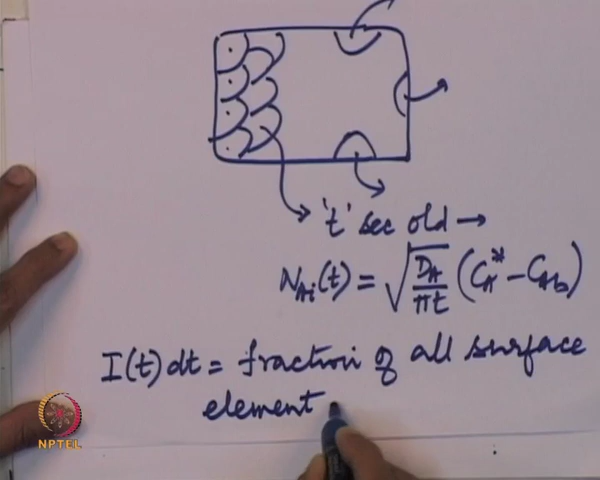 't' sec old →
N_Ai(t) = √(D_A/πt) (C_A* - C_Ab)
I(t) dt = fraction of all surface
element
NPTEL